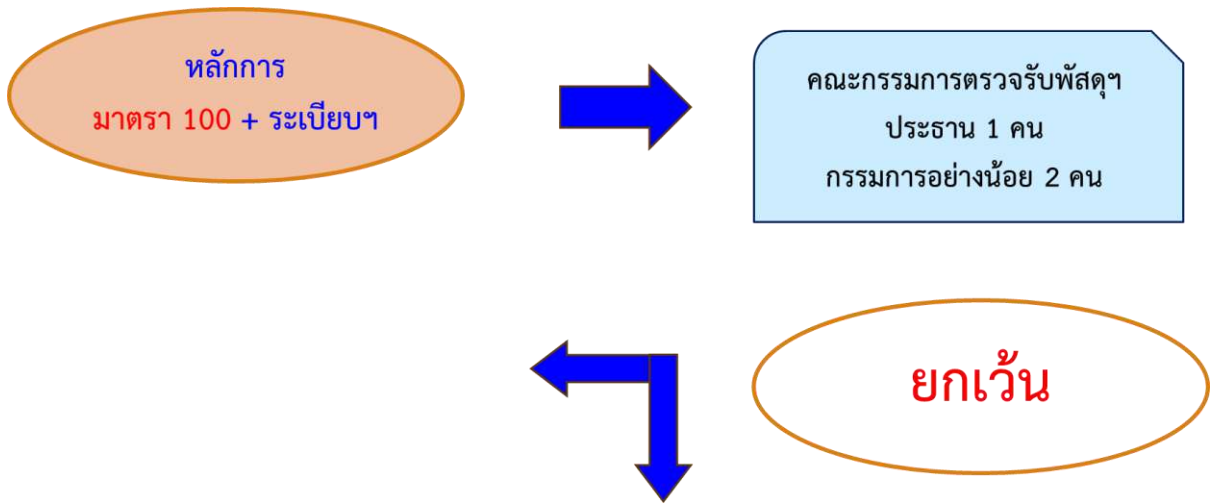 หลักการ
มาตรา 100 + ระเบียบฯ
คณะกรรมการตรวจรับพัสดุฯ
ประธาน 1 คน
กรรมการอย่างน้อย 2 คน
ยกเว้น